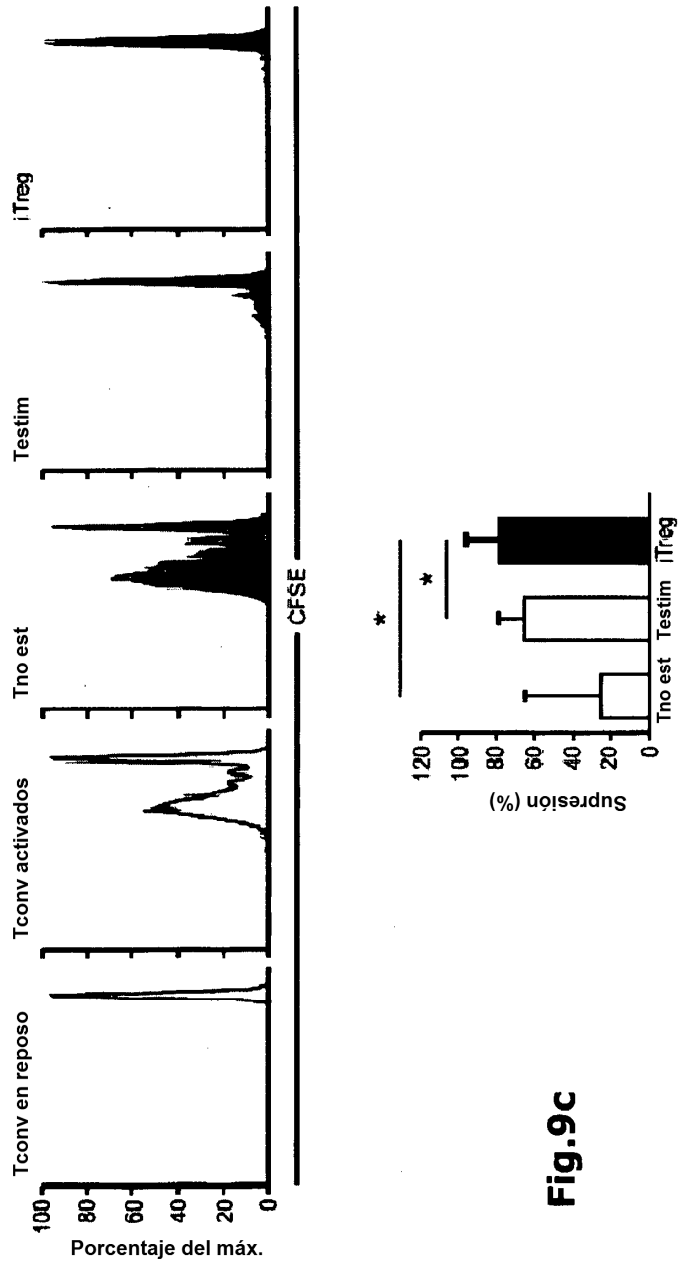 Tconv en reposo
Tconv activados
Tno est
Testim
iTreg
100
80
60
40
20
0
Porcentaje del máx.
CFSE
Supresión (%)
120
100
80
60
40
20
0
*
*
Tno est
Testim
iTreg
Fig.9c